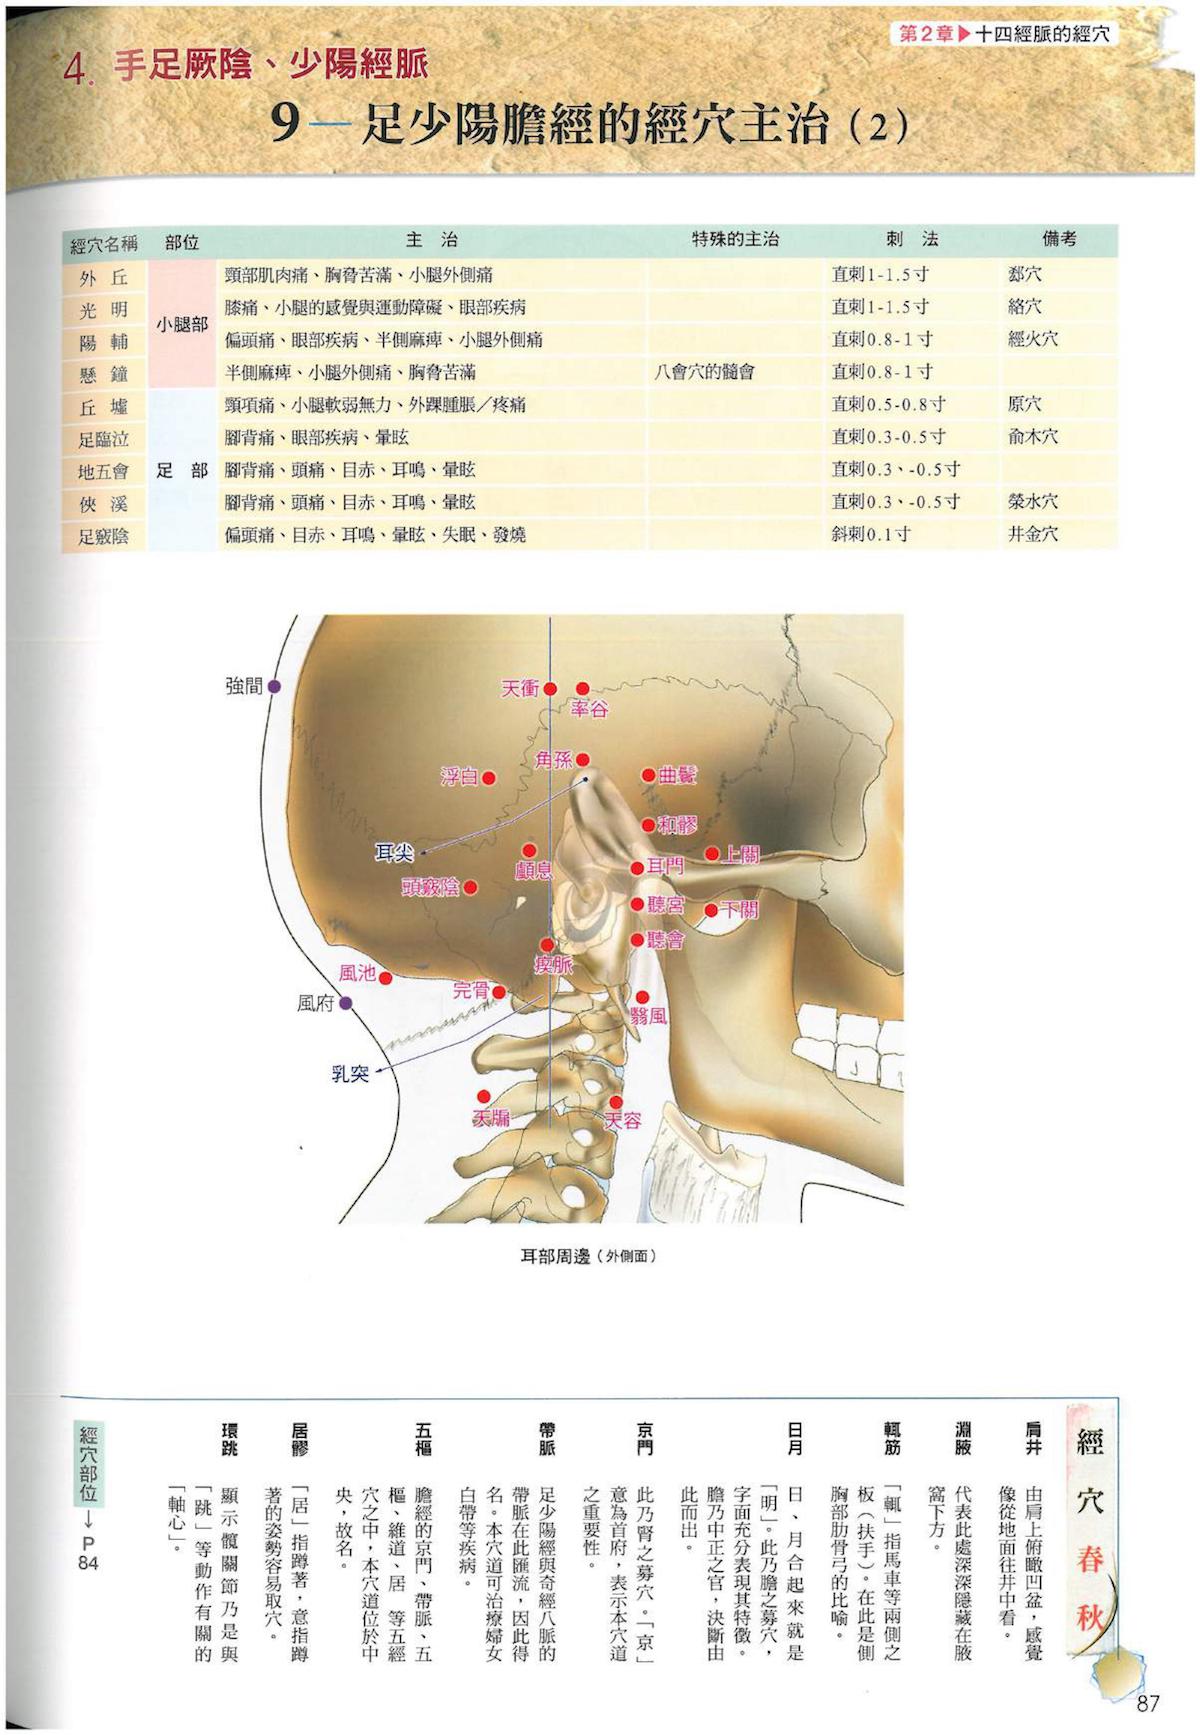 第2章▶十四經脈的經穴
4. 手足厥陰、少陽經脈
9—足少陽膽經的經穴主治(2)
經穴名稱 部位 主 治 特殊的主治 刺 法 備考
外 丘 頸部肌肉痛、胸脅苦滿、小腿外側痛 直刺1-1.5寸 郄穴
光 明 膝痛、小腿的感覺與運動障礙、眼部疾病 直刺1-1.5寸 絡穴
小腿部
陽 輔 偏頭痛、眼部疾病、半側麻痺、小腿外側痛 直刺0.8-1寸 經火穴
懸 鐘 半側麻痺、小腿外側痛、胸脅苦滿 八會穴的髓會 直刺0.8-1寸
丘 墟 頸項痛、小腿軟弱無力、外踝腫脹／疼痛 直刺0.5-0.8寸 原穴
足臨泣 腳背痛、眼部疾病、暈眩 直刺0.3-0.5寸 俞木穴
地五會 足 部 腳背痛、頭痛、目赤、耳鳴、暈眩 直刺0.3、-0.5寸
俠 溪 腳背痛、頭痛、目赤、耳鳴、暈眩 直刺0.3、-0.5寸 滎水穴
足竅陰 偏頭痛、目赤、耳鳴、暈眩、失眠、發燒 斜刺0.1寸 井金穴
強間
天衝
率谷
角孫
浮白
曲鬢
和髎
耳尖
顱息
耳門
上關
頭竅陰
聽宮
下關
聽會
瘈脈
風池
完骨
風府
翳風
乳突
天牖
天容
耳部周邊(外側面)
經穴春秋
肩井 由肩上俯瞰凹盆，感覺
像從地面往井中看。
淵腋 代表此處深深隱藏在腋
窩下方。
輒筋 「輒」指馬車等兩側之
板(扶手)。在此是側
胸部肋骨弓的比喻。
日月 日、月合起來就是
「明」。此乃膽之募穴，
字面充分表現其特徵。
膽乃中正之官，決斷由
此而出。
京門 此乃腎之募穴。「京」
意為首府，表示本穴道
之重要性。
帶脈 足少陽經與奇經八脈的
帶脈在此匯流，因此得
名。本穴道可治療婦女
白帶等疾病。
五樞 膽經的京門、帶脈、五
樞、維道、居 等五經
穴之中，本穴道位於中
央，故名。
居髎 「居」指蹲著，意指蹲
著的姿勢容易取穴。
環跳 顯示髖關節乃是與
「跳」等動作有關的
「軸心」。
經穴部位→P84
87